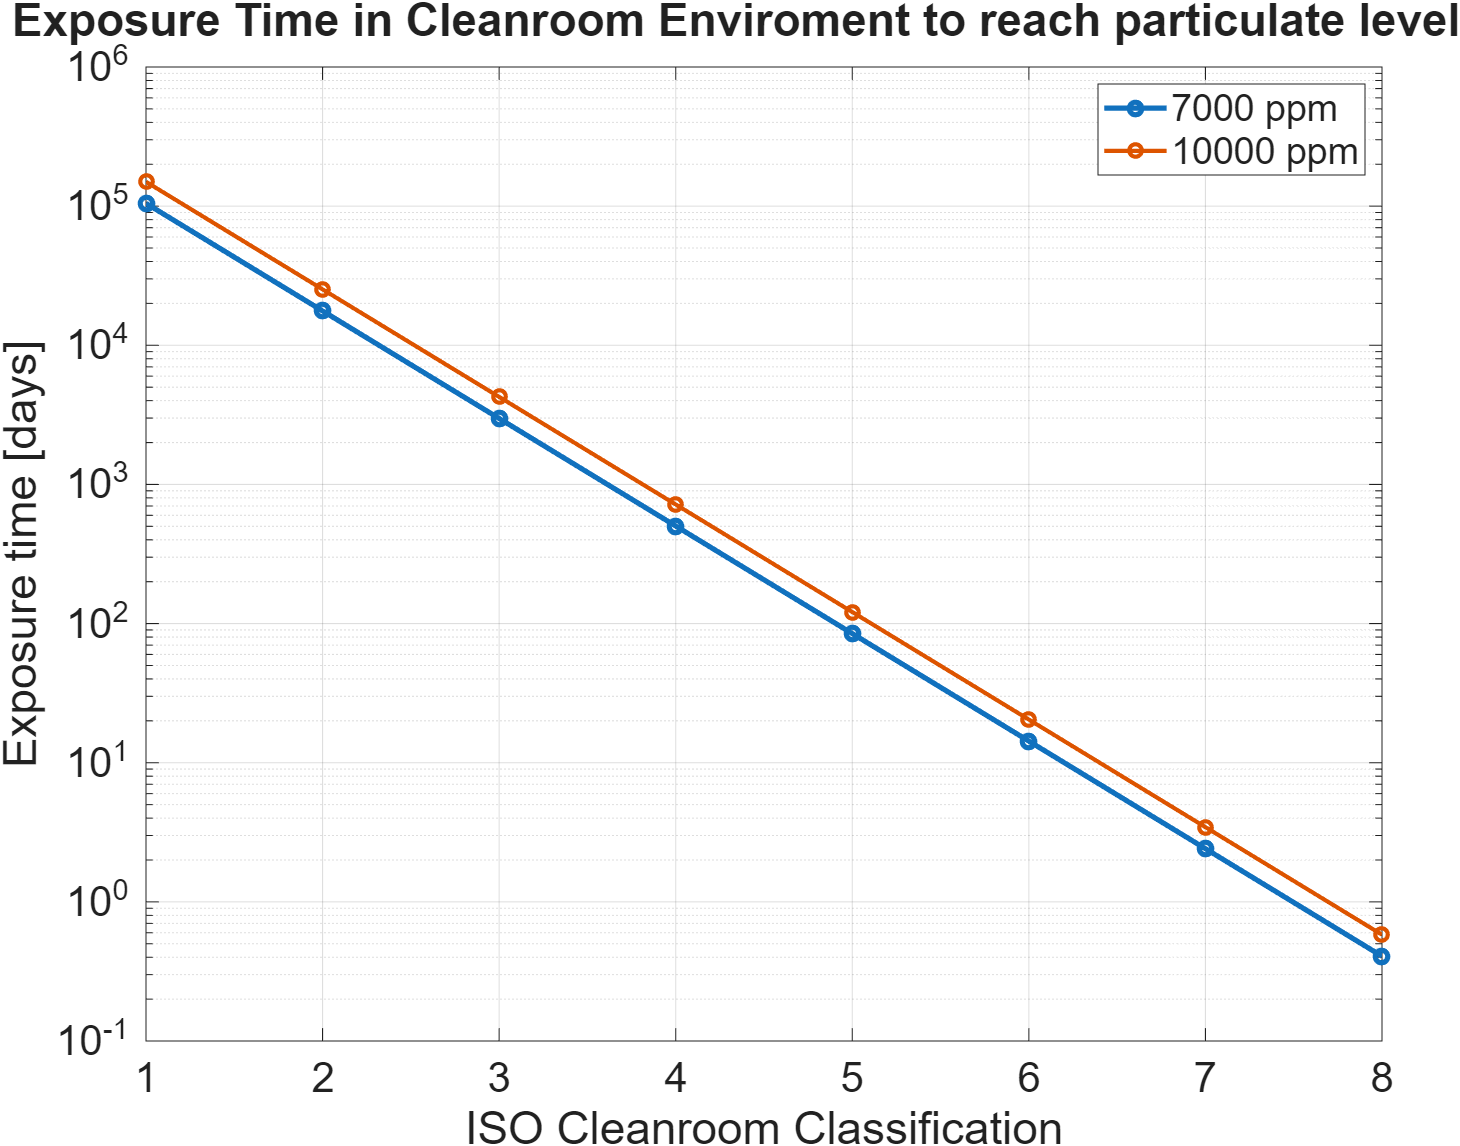 Exposure Time in Cleanroom Enviroment to reach particulate level
10^6
10^5
10^4
10^3
10^2
10^1
10^0
10^-1
Exposure time [days]
7000 ppm
10000 ppm
1 2 3 4 5 6 7 8
ISO Cleanroom Classification